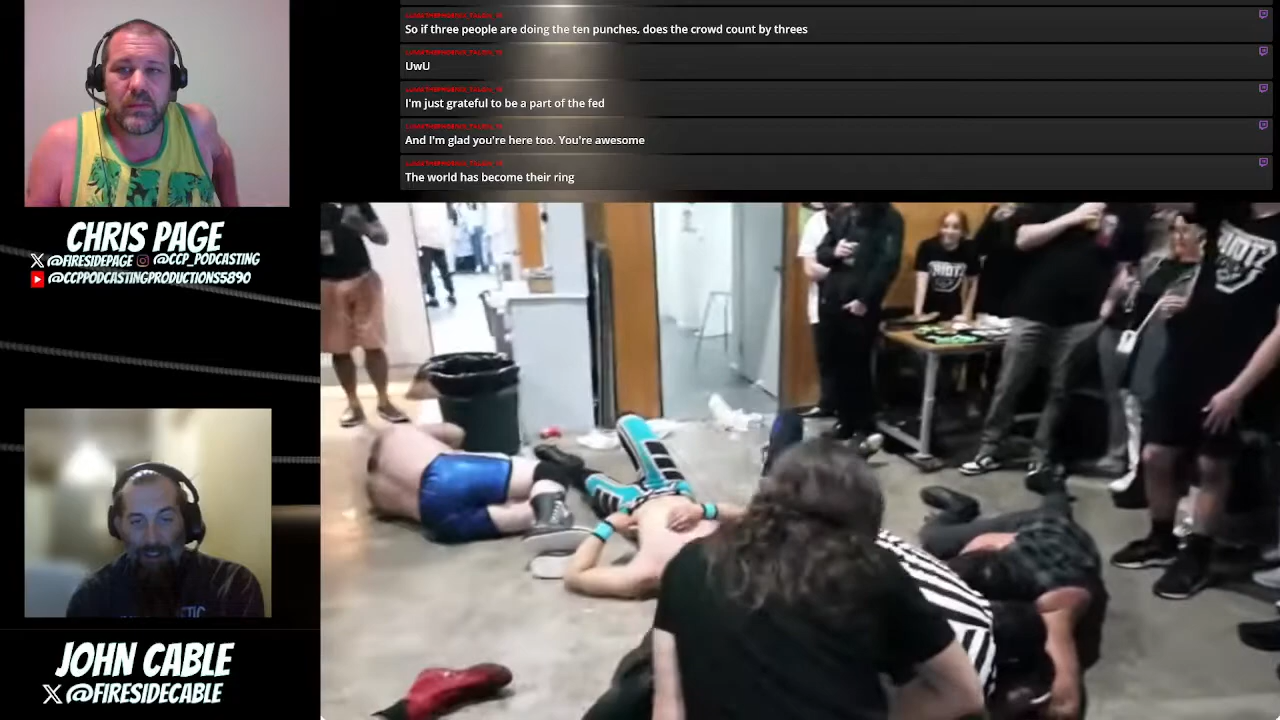 So if three people are doing the ten punches, does the crowd count by threes
UwU
I'm just grateful to be a part of the fed
And I'm glad you're here too. You're awesome
The world has become their ring
CHRIS PAGE
X @FIRESIDEPAGE @CCP_PODCASTING
@CCPPODCASTINGPRODUCTIONS5890
RIOT?
RIOT?
JOHN CABLE
X @FIRESIDECABLE